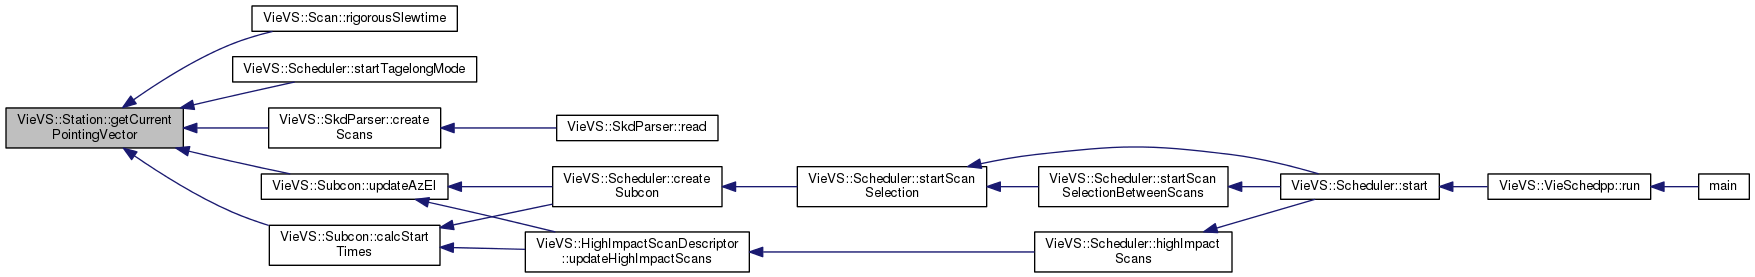 VieVS::Scan::rigorousSlewtime
VieVS::Scheduler::startTagelongMode
VieVS::Station::getCurrent
PointingVector
VieVS::SkdParser::create
Scans
VieVS::SkdParser::read
VieVS::Subcon::updateAzEl
VieVS::Scheduler::create
Subcon
VieVS::Scheduler::startScan
Selection
VieVS::Scheduler::startScan
SelectionBetweenScans
VieVS::Scheduler::start
VieVS::VieSchedpp::run
main
VieVS::Subcon::calcStart
Times
VieVS::HighImpactScanDescriptor
::updateHighImpactScans
VieVS::Scheduler::highImpact
Scans